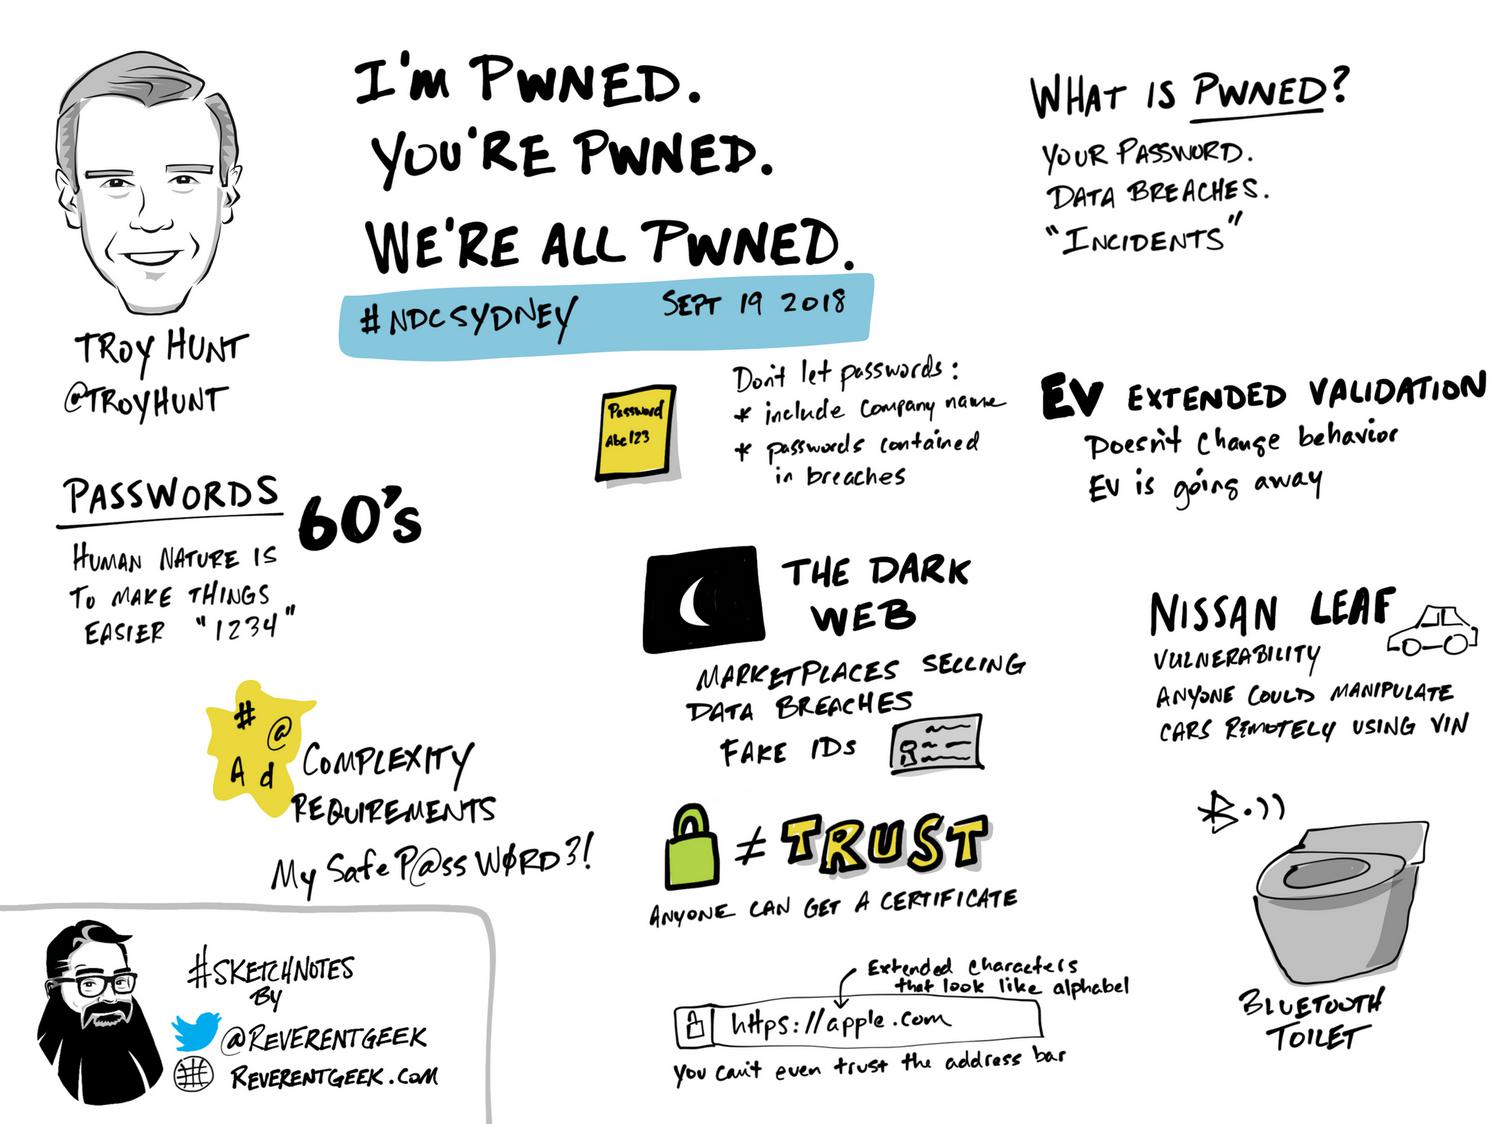 I'm PWNED.
YOU'RE PWNED.
WE'RE ALL PWNED.
#NDCSYDNEY SEPT 19 2018
TROY HUNT
@TROYHUNT
WHAT IS PWNED?
YOUR PASSWORD.
DATA BREACHES.
"INCIDENTS"
Password
Abc123
Don't let passwords:
* include company name
* passwords contained
in breaches
EV EXTENDED VALIDATION
Doesn't change behavior
EV is going away
PASSWORDS 60's
HUMAN NATURE IS
TO MAKE THINGS
EASIER "1234"
# @
A d
COMPLEXITY
REQUIREMENTS
My Safe P@ss WØRD3!
THE DARK
WEB
MARKETPLACES SELLING
DATA BREACHES
FAKE IDs
≠ TRUST
ANYONE CAN GET A CERTIFICATE
Extended characters
that look like alphabel
https://apple.com
You can't even trust the address bar
NISSAN LEAF
VULNERABILITY
ANYONE COULD MANIPULATE
CARS REMOTELY USING VIN
BLUETOOTH
TOILET
#SKETCHNOTES
BY
@REVERENTGEEK
REVERENTGEEK.COM